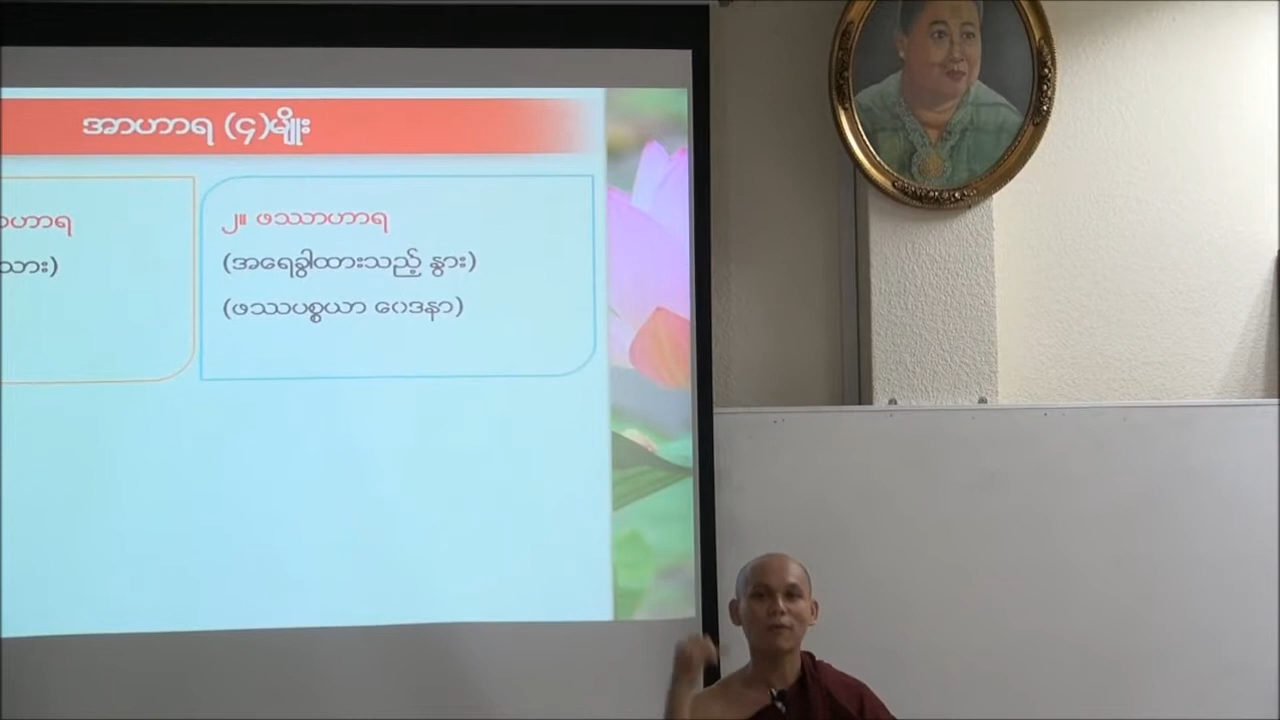 အာဟာရ (၄)မျိုး
ာဟာရ
သား)
၂။ ဖဿာဟာရ
(အရေခွါထားသည့် နွား)
(ဖဿပစ္စယာ ဝေဒနာ)